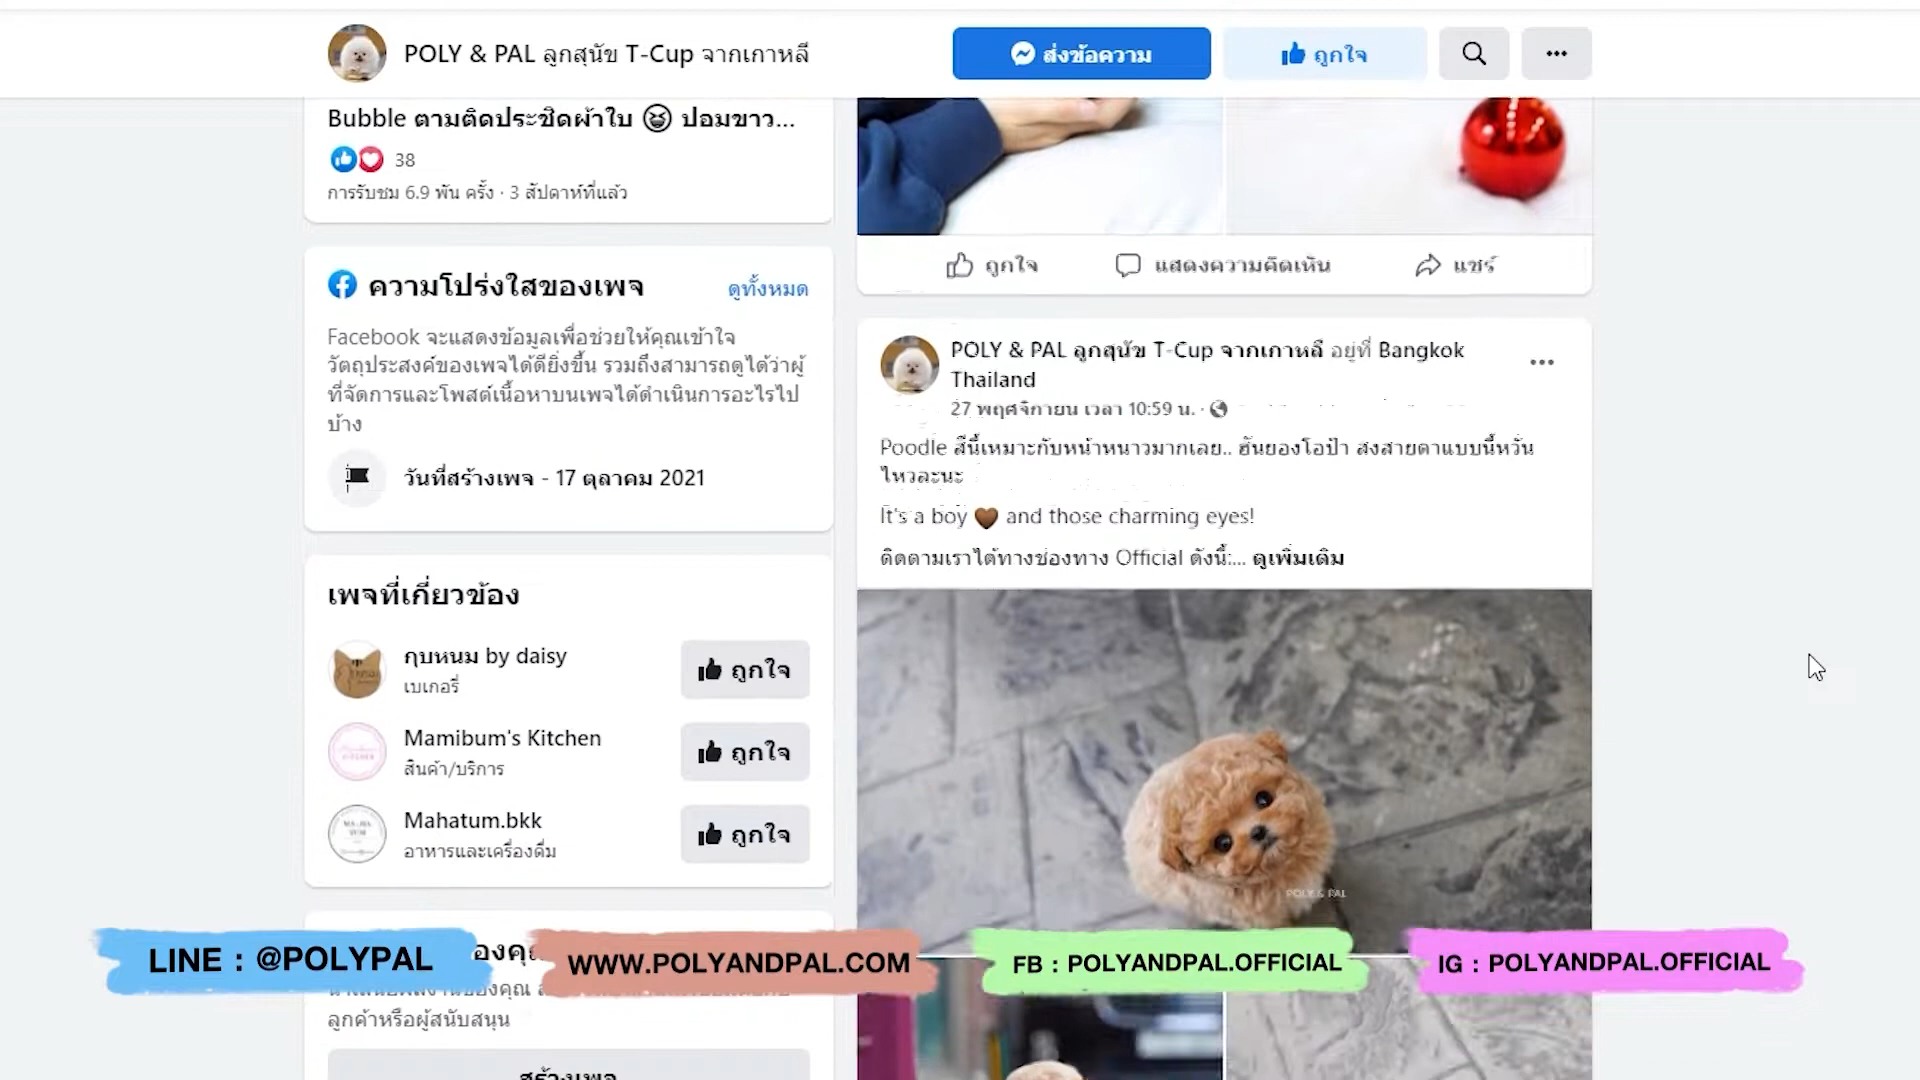 POLY & PAL ลูกสุนัข T-Cup จากเกาหลี
ส่งข้อความ
ถูกใจ
Bubble ตามติดประชิดผ้าใบ 😆 ปอมขาว...
38
การรับชม 6.9 พัน ครั้ง · 3 สัปดาห์ที่แล้ว
ความโปร่งใสของเพจ
ดูทั้งหมด
Facebook จะแสดงข้อมูลเพื่อช่วยให้คุณเข้าใจ
วัตถุประสงค์ของเพจได้ดียิ่งขึ้น รวมถึงสามารถดูได้ว่าผู้
ที่จัดการและโพสต์เนื้อหาบนเพจได้ดำเนินการอะไรไป
บ้าง
วันที่สร้างเพจ - 17 ตุลาคม 2021
เพจที่เกี่ยวข้อง
กุบหนม by daisy
เบเกอรี่
ถูกใจ
Mamibum's Kitchen
สินค้า/บริการ
ถูกใจ
Mahatum.bkk
อาหารและเครื่องดื่ม
ถูกใจ
ลูกค้าหรือผู้สนับสนุน
สร้างเพจ
ถูกใจ
แสดงความคิดเห็น
แชร์
POLY & PAL ลูกสุนัข T-Cup จากเกาหลี อยู่ที่ Bangkok
Thailand
27 พฤศจิกายน เวลา 10:59 น. ·
Poodle สีนี้เหมาะกับหน้าหนาวมากเลย.. ฮันยองโอป้า ส่งสายตาแบบนี้หวั่น
ไหวละนะ
It's a boy 🤎 and those charming eyes!
ติดตามเราได้ทางช่องทาง Official ดังนี้:... ดูเพิ่มเติม
POLY & PAL
LINE : @POLYPAL
WWW.POLYANDPAL.COM
FB : POLYANDPAL.OFFICIAL
IG : POLYANDPAL.OFFICIAL